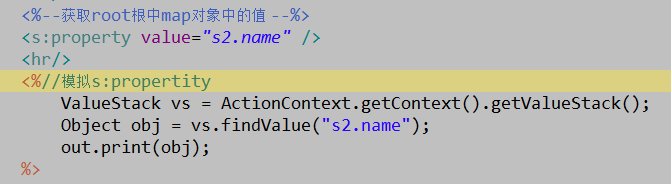 <%--获取root根中map对象中的值 --%>
<s:property value="s2.name" />
<hr/>
<%//模拟s:propertity
ValueStack vs = ActionContext.getContext().getValueStack();
Object obj = vs.findValue("s2.name");
out.print(obj);
%>